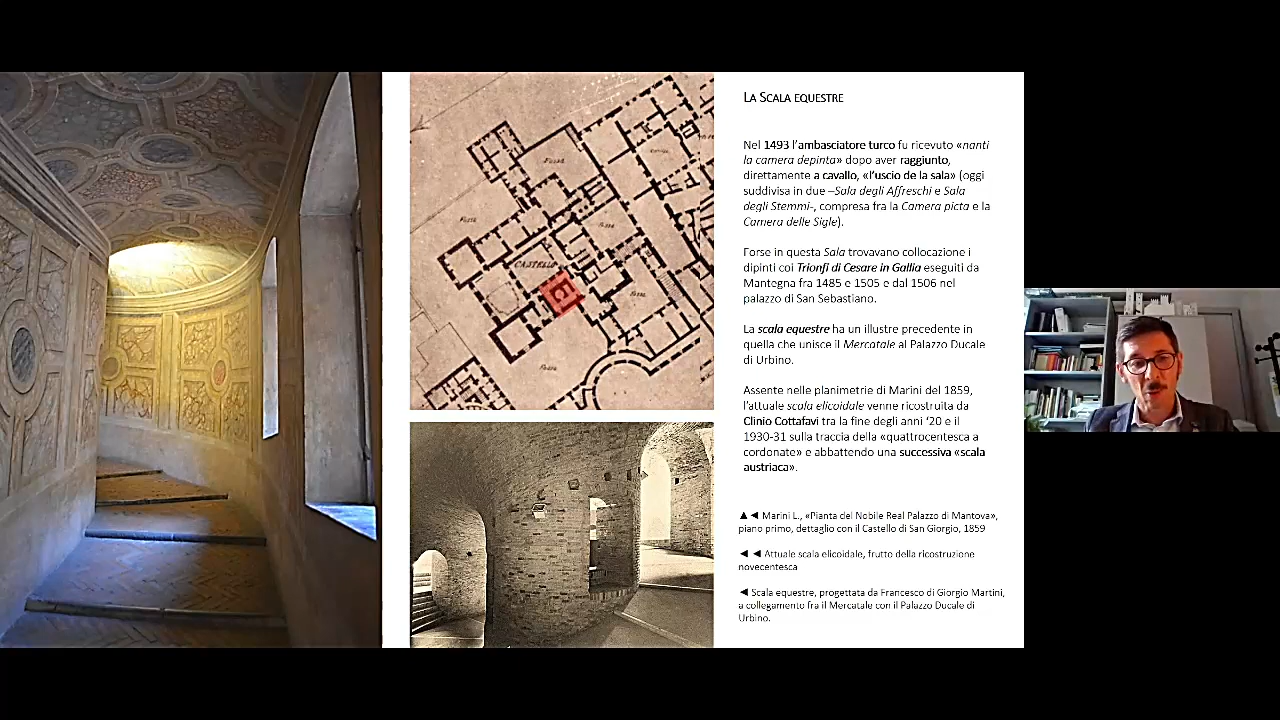 LA SCALA EQUESTRE
Nel 1493 l'ambasciatore turco fu ricevuto «nanti
la camera depinta» dopo aver raggiunto,
direttamente a cavallo, «l'uscio de la sala» (oggi
suddivisa in due –Sala degli Affreschi e Sala
degli Stemmi-, compresa fra la Camera picta e la
Camera delle Sigle).
Forse in questa Sala trovavano collocazione i
dipinti coi Trionfi di Cesare in Gallia eseguiti da
Mantegna fra 1485 e 1505 e dal 1506 nel
palazzo di San Sebastiano.
La scala equestre ha un illustre precedente in
quella che unisce il Mercatale al Palazzo Ducale
di Urbino.
Assente nelle planimetrie di Marini del 1859,
l'attuale scala elicoidale venne ricostruita da
Clinio Cottafavi tra la fine degli anni '20 e il
1930-31 sulla traccia della «quattrocentesca a
cordonate» e abbattendo una successiva «scala
austriaca».
▲◄ Marini L., «Pianta del Nobile Real Palazzo di Mantova»,
piano primo, dettaglio con il Castello di San Giorgio, 1859
◄ ◄ Attuale scala elicoidale, frutto della ricostruzione
novecentesca
◄ Scala equestre, progettata da Francesco di Giorgio Martini,
a collegamento fra il Mercatale con il Palazzo Ducale di
Urbino.
CASTELLO